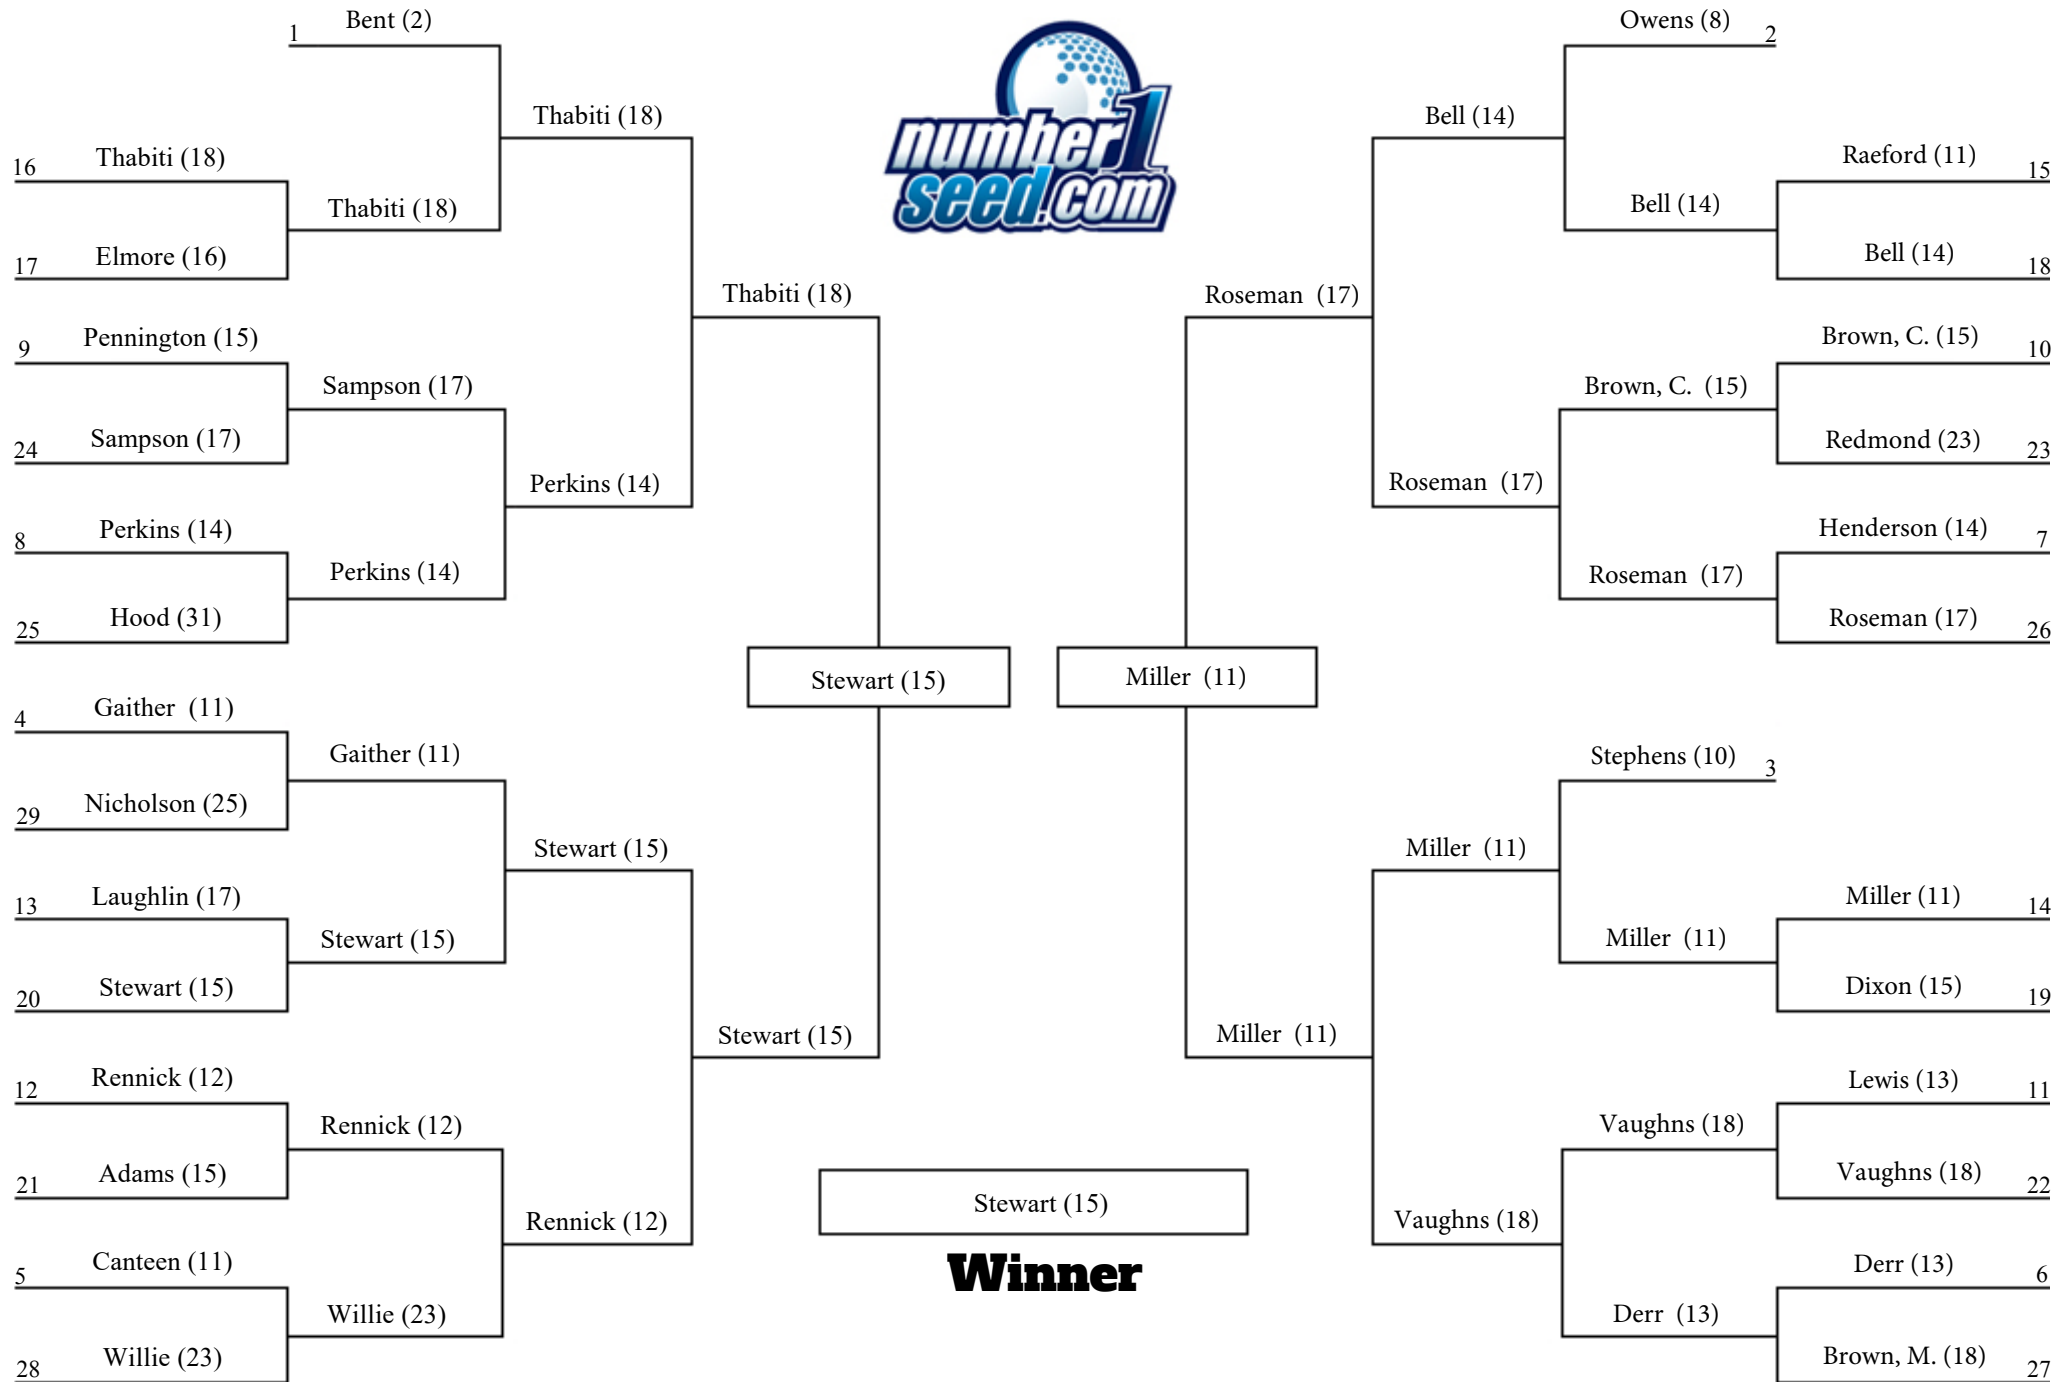 Bent (2)
1
Thabiti (18)
16
Thabiti (18)
Thabiti (18)
17
Elmore (16)
Thabiti (18)
9
Pennington (15)
Sampson (17)
24
Sampson (17)
Perkins (14)
8
Perkins (14)
Perkins (14)
25
Hood (31)
Stewart (15)
4
Gaither (11)
Gaither (11)
29
Nicholson (25)
Stewart (15)
13
Laughlin (17)
Stewart (15)
20
Stewart (15)
Stewart (15)
12
Rennick (12)
Rennick (12)
21
Adams (15)
Rennick (12)
5
Canteen (11)
Willie (23)
28
Willie (23)
number1
seed.com
Owens (8)
2
Bell (14)
Raeford (11)
15
Bell (14)
Bell (14)
18
Roseman (17)
Brown, C. (15)
10
Brown, C. (15)
Redmond (23)
23
Roseman (17)
Henderson (14)
7
Roseman (17)
Roseman (17)
26
Miller (11)
Stephens (10)
3
Miller (11)
Miller (11)
14
Miller (11)
Dixon (15)
19
Miller (11)
Lewis (13)
11
Vaughns (18)
Vaughns (18)
22
Vaughns (18)
Derr (13)
6
Derr (13)
Brown, M. (18)
27
Stewart (15)
Winner